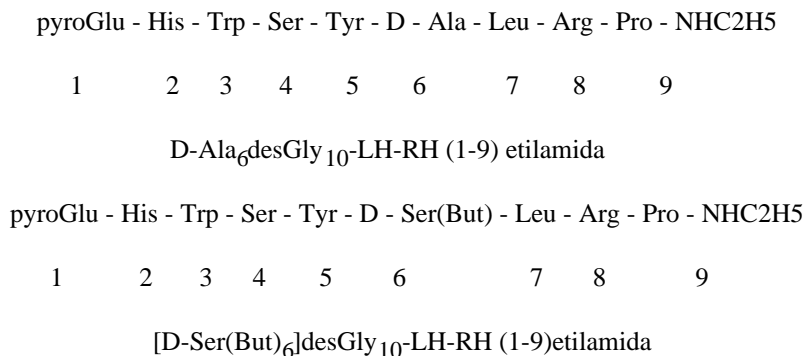 pyroGlu - His - Trp - Ser - Tyr - D - Ala - Leu - Arg - Pro - NHC2H5
1 2 3 4 5 6 7 8 9
D-Ala6desGly10-LH-RH (1-9) etilamida
pyroGlu - His - Trp - Ser - Tyr - D - Ser(But) - Leu - Arg - Pro - NHC2H5
1 2 3 4 5 6 7 8 9
[D-Ser(But)6]desGly10-LH-RH (1-9)etilamida